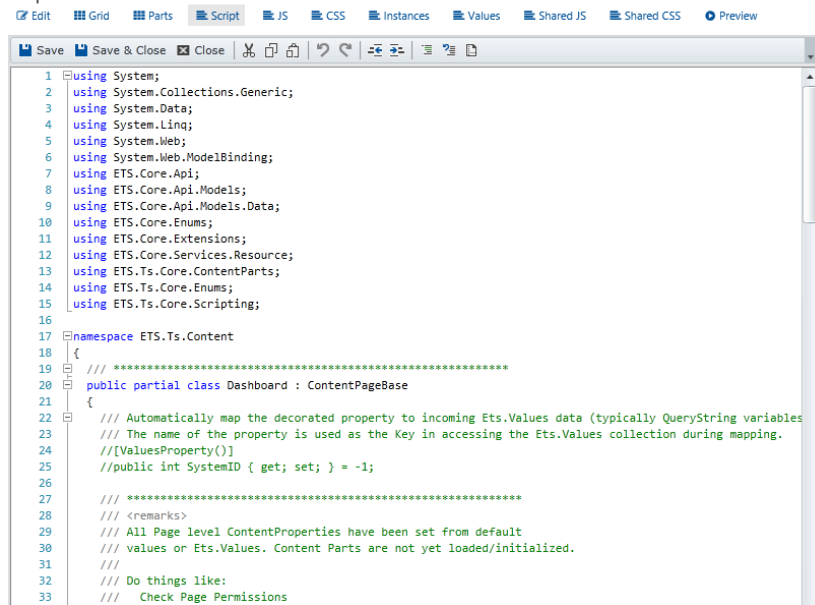 Edit Grid Parts Script JS CSS Instances Values Shared JS Shared CSS Preview
Save Save & Close Close
1 using System;
2 using System.Collections.Generic;
3 using System.Data;
4 using System.Linq;
5 using System.Web;
6 using System.Web.ModelBinding;
7 using ETS.Core.Api;
8 using ETS.Core.Api.Models;
9 using ETS.Core.Api.Models.Data;
10 using ETS.Core.Enums;
11 using ETS.Core.Extensions;
12 using ETS.Core.Services.Resource;
13 using ETS.Ts.Core.ContentParts;
14 using ETS.Ts.Core.Enums;
15 using ETS.Ts.Core.Scripting;
16
17 namespace ETS.Ts.Content
18 {
19 /// ***********************************************************
20 public partial class Dashboard : ContentPageBase
21 {
22 /// Automatically map the decorated property to incoming Ets.Values data (typically QueryString variables
23 /// The name of the property is used as the Key in accessing the Ets.Values collection during mapping.
24 //[ValuesProperty()]
25 //public int SystemID { get; set; } = -1;
26
27 /// ***********************************************************
28 /// <remarks>
29 /// All Page level ContentProperties have been set from default
30 /// values or Ets.Values. Content Parts are not yet loaded/initialized.
31 ///
32 /// Do things like:
33 /// Check Page Permissions